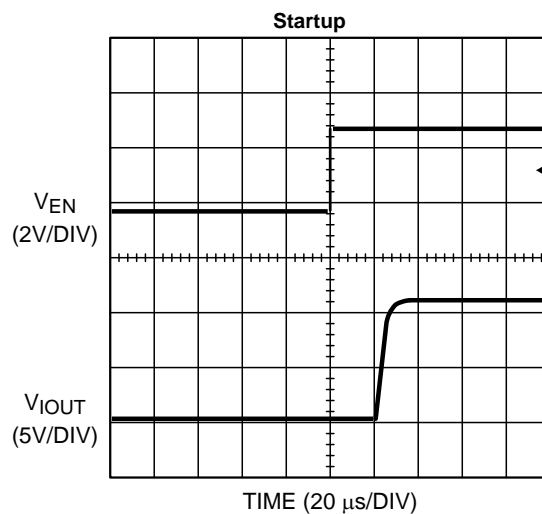 Startup
VEN
(2V/DIV)
VIOUT
(5V/DIV)
TIME (20 μs/DIV)